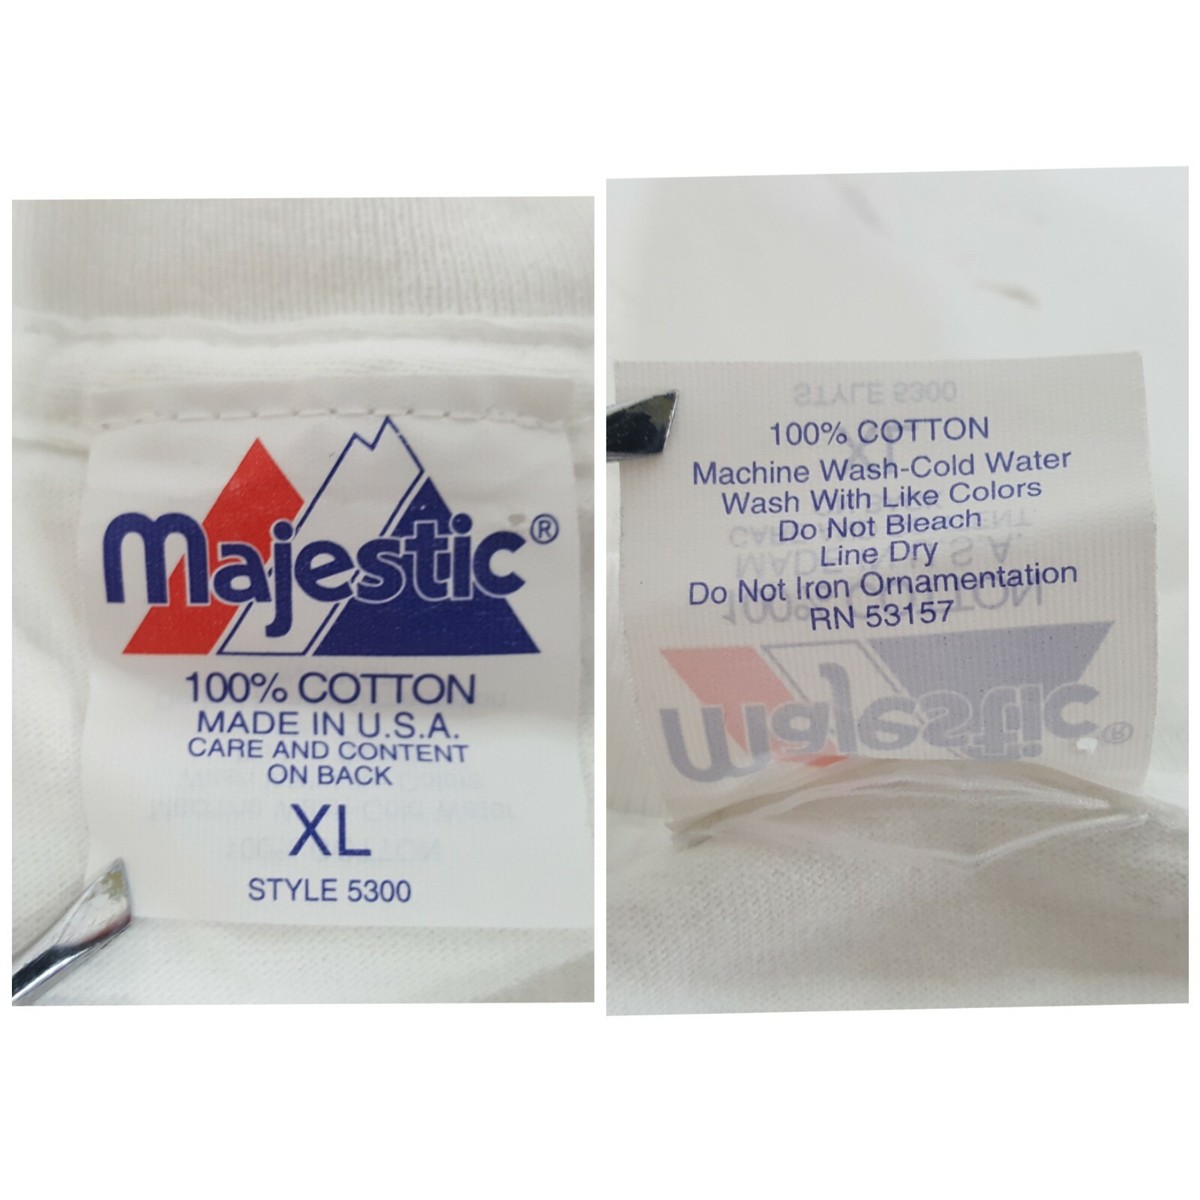 Majestic®
100% COTTON
MADE IN U.S.A.
CARE AND CONTENT
ON BACK
XL
STYLE 5300
100% COTTON
Machine Wash-Cold Water
Wash With Like Colors
Do Not Bleach
Line Dry
Do Not Iron Ornamentation
RN 53157